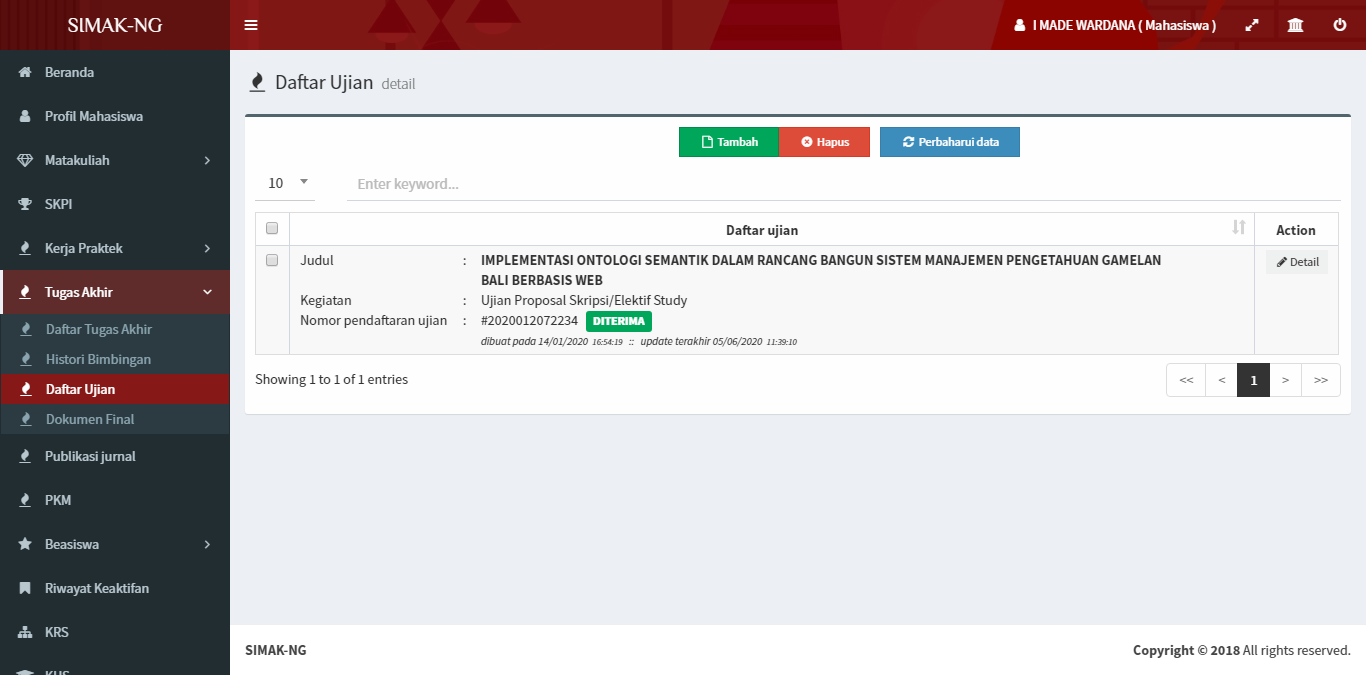 SIMAK-NG
I MADE WARDANA ( Mahasiswa )
Beranda
Profil Mahasiswa
Matakuliah
SKPI
Kerja Praktek
Tugas Akhir
Daftar Tugas Akhir
Histori Bimbingan
Daftar Ujian
Dokumen Final
Publikasi jurnal
PKM
Beasiswa
Riwayat Keaktifan
KRS
KHS
Daftar Ujian detail
Tambah Hapus Perbaharui data
10 Enter keyword...
Daftar ujian Action
Judul : IMPLEMENTASI ONTOLOGI SEMANTIK DALAM RANCANG BANGUN SISTEM MANAJEMEN PENGETAHUAN GAMELAN Detail
BALI BERBASIS WEB
Kegiatan : Ujian Proposal Skripsi/Elektif Study
Nomor pendaftaran ujian : #2020012072234 DITERIMA
dibuat pada 14/01/2020 16:54:19 :: update terakhir 05/06/2020 11:39:10
Showing 1 to 1 of 1 entries << < 1 > >>
SIMAK-NG Copyright © 2018 All rights reserved.